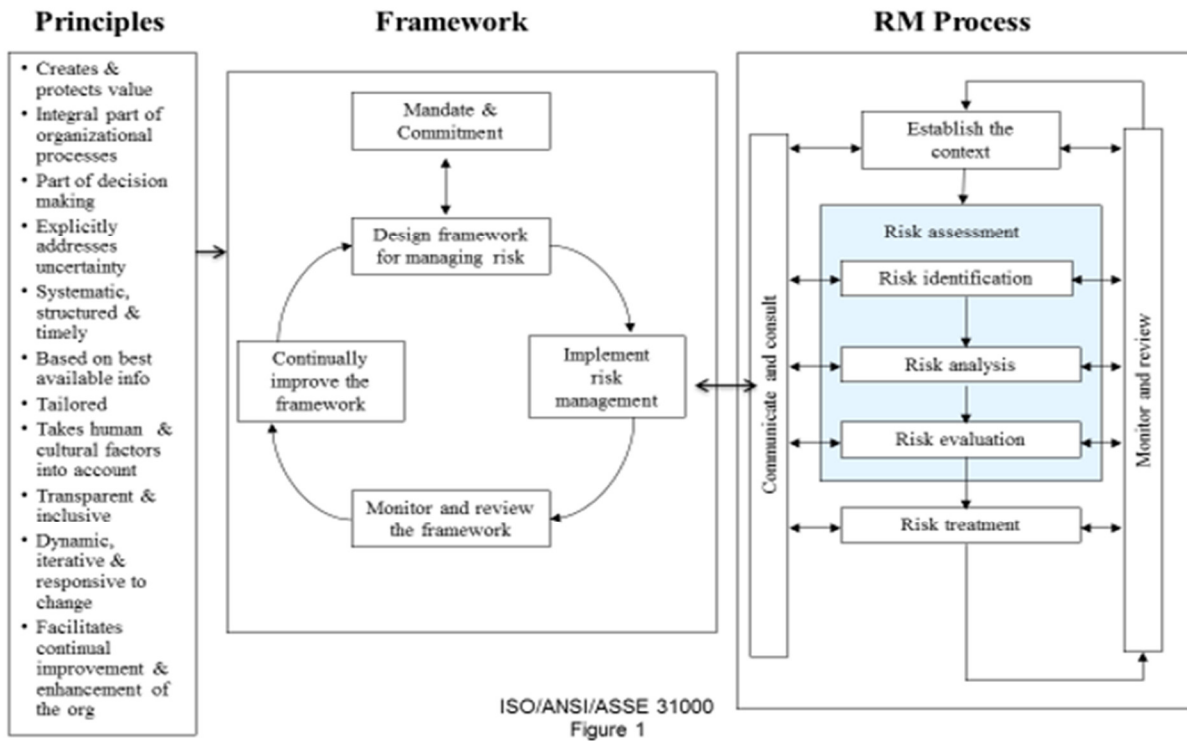 Principles
Framework
RM Process
• Creates &
protects value
• Integral part of
organizational
processes
• Part of decision
making
• Explicitly
addresses
uncertainty
• Systematic,
structured &
timely
• Based on best
available info
• Tailored
• Takes human &
cultural factors
into account
• Transparent &
inclusive
• Dynamic,
iterative &
responsive to
change
• Facilitates
continual
improvement &
enhancement of
the org
Mandate &
Commitment
Design framework
for managing risk
Implement
risk
management
Monitor and review
the framework
Continually
improve the
framework
Communicate and consult
Establish the
context
Risk assessment
Risk identification
Risk analysis
Risk evaluation
Risk treatment
Monitor and review
ISO/ANSI/ASSE 31000
Figure 1